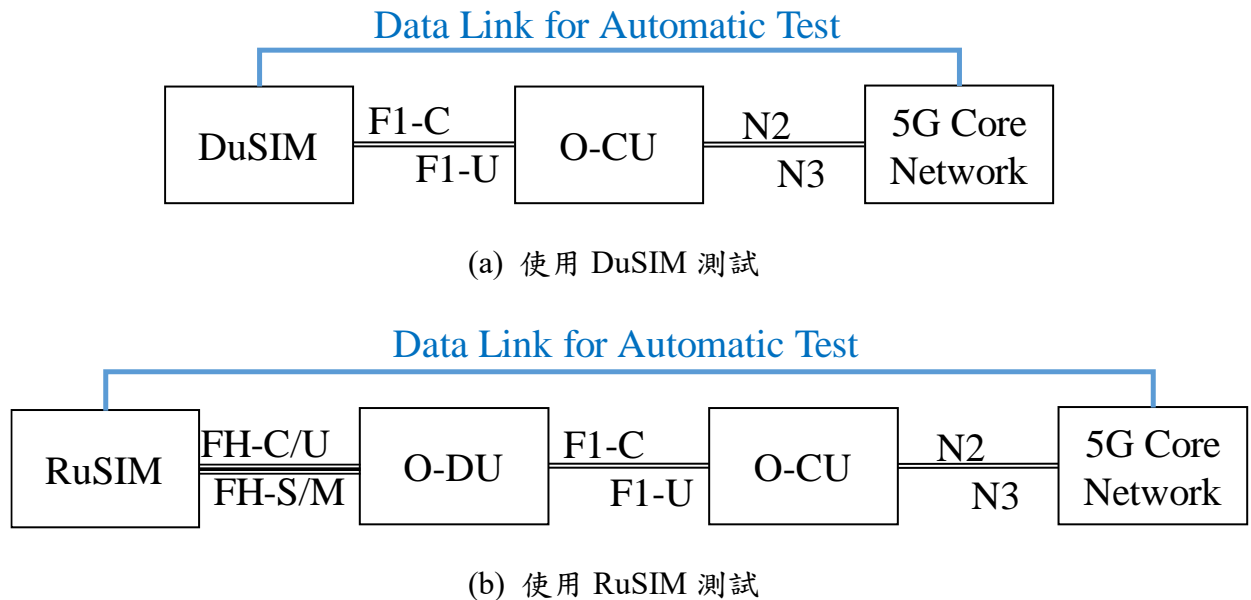 Data Link for Automatic Test
DuSIM
F1-C
F1-U
O-CU
N2
N3
5G Core
Network
(a) 使用 DuSIM 測試
Data Link for Automatic Test
RuSIM
FH-C/U
FH-S/M
O-DU
F1-C
F1-U
O-CU
N2
N3
5G Core
Network
(b) 使用 RuSIM 測試